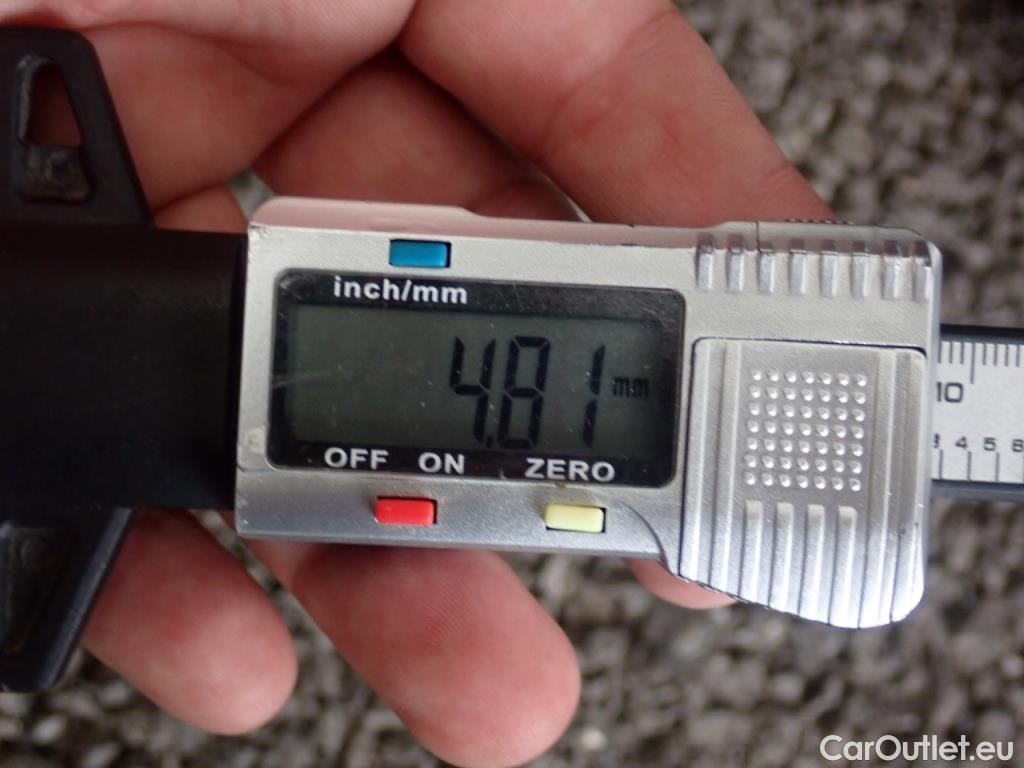 inch/mm
4.81 mm
OFF ON ZERO
10
3 4 5 6
CarOutlet.eu